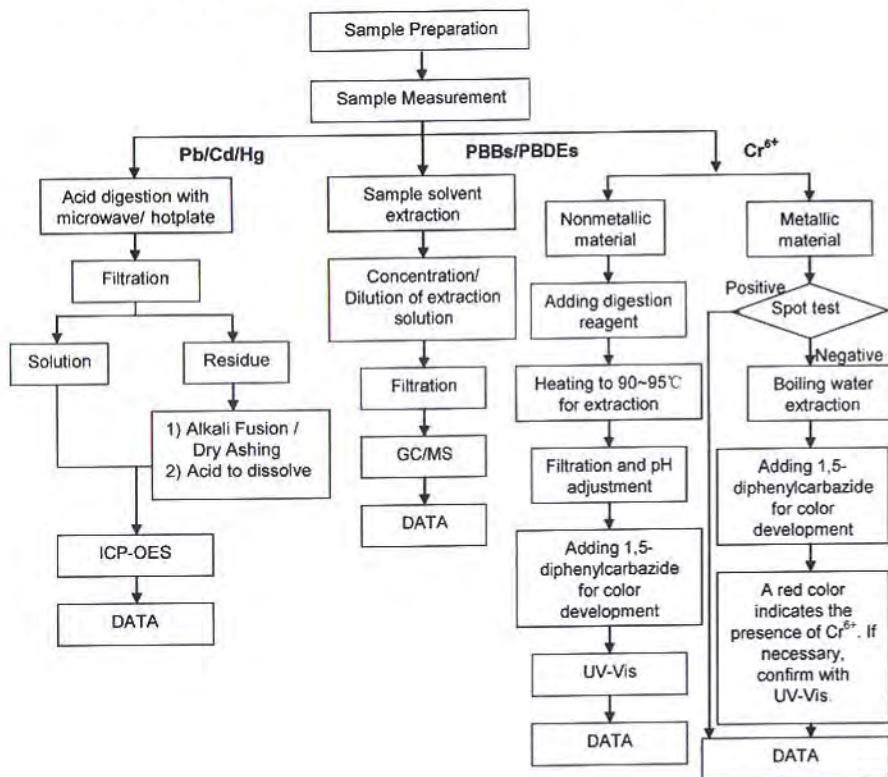 Sample Preparation
Sample Measurement
Pb/Cd/Hg
PBBs/PBDEs
Cr⁶⁺
Acid digestion with
microwave/ hotplate
Filtration
Solution
Residue
1) Alkali Fusion /
Dry Ashing
2) Acid to dissolve
ICP-OES
DATA
Sample solvent
extraction
Concentration/
Dilution of extraction
solution
Filtration
GC/MS
DATA
Nonmetallic
material
Adding digestion
reagent
Heating to 90~95℃
for extraction
Filtration and pH
adjustment
Adding 1,5-
diphenylcarbazide
for color
development
UV-Vis
DATA
Metallic
material
Positive
Spot test
Negative
Boiling water
extraction
Adding 1,5-
diphenylcarbazide
for color
development
A red color
indicates the
presence of Cr⁶⁺. If
necessary,
confirm with
UV-Vis.
DATA